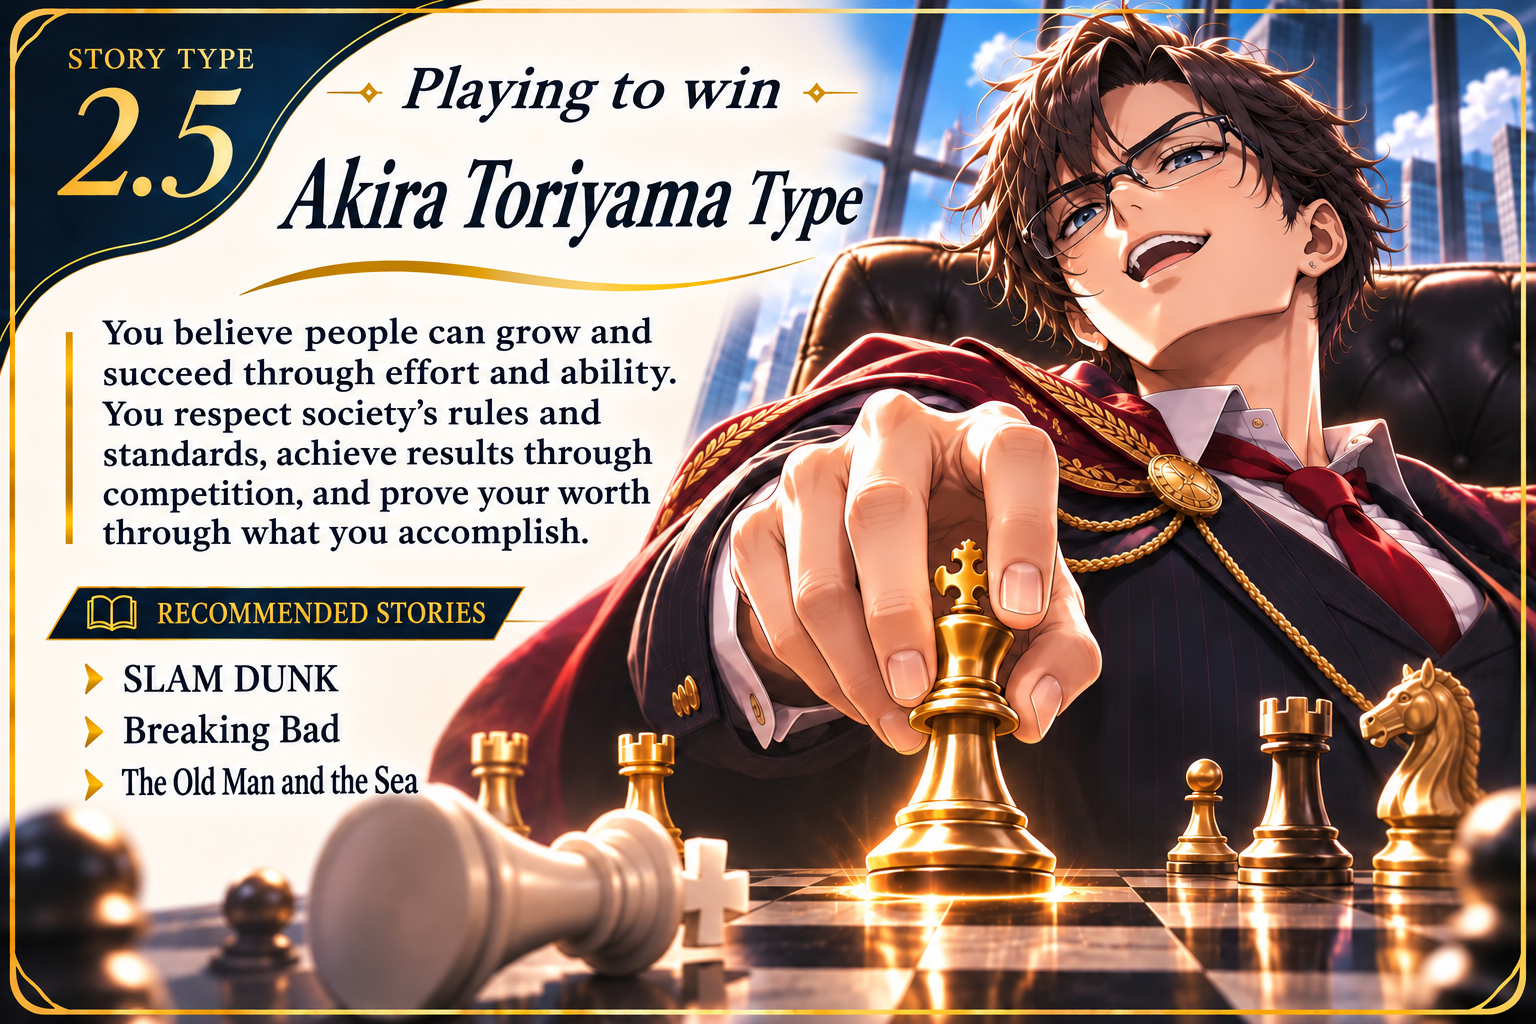 STORY TYPE
2.5
Playing to win
Akira Toriyama Type
You believe people can grow and
succeed through effort and ability.
You respect society’s rules and
standards, achieve results through
competition, and prove your worth
through what you accomplish.
RECOMMENDED STORIES
SLAM DUNK
Breaking Bad
The Old Man and the Sea